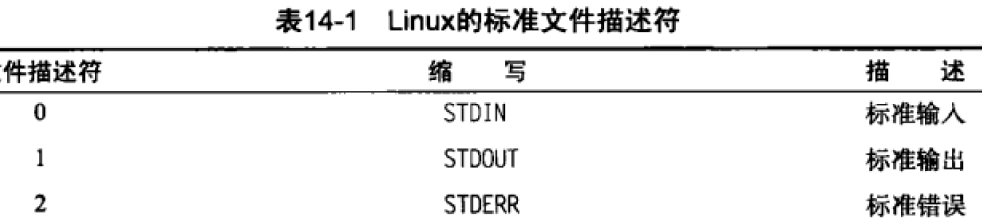 表14-1 Linux的标准文件描述符
件描述符 缩 写 描 述
0 STDIN 标准输入
1 STDOUT 标准输出
2 STDERR 标准错误